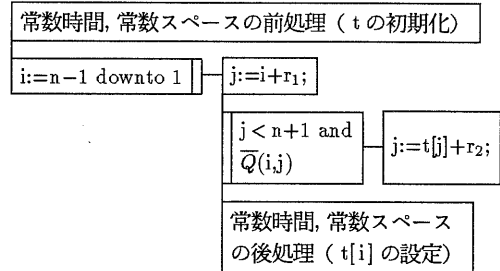 常数時間,常数スペースの前処理(tの初期化)
i:=n−1 downto 1
j:=i+r₁;
j < n+1 and
Q̅(i,j)
j:=t[j]+r₂;
常数時間,常数スペース
の後処理(t[i]の設定)